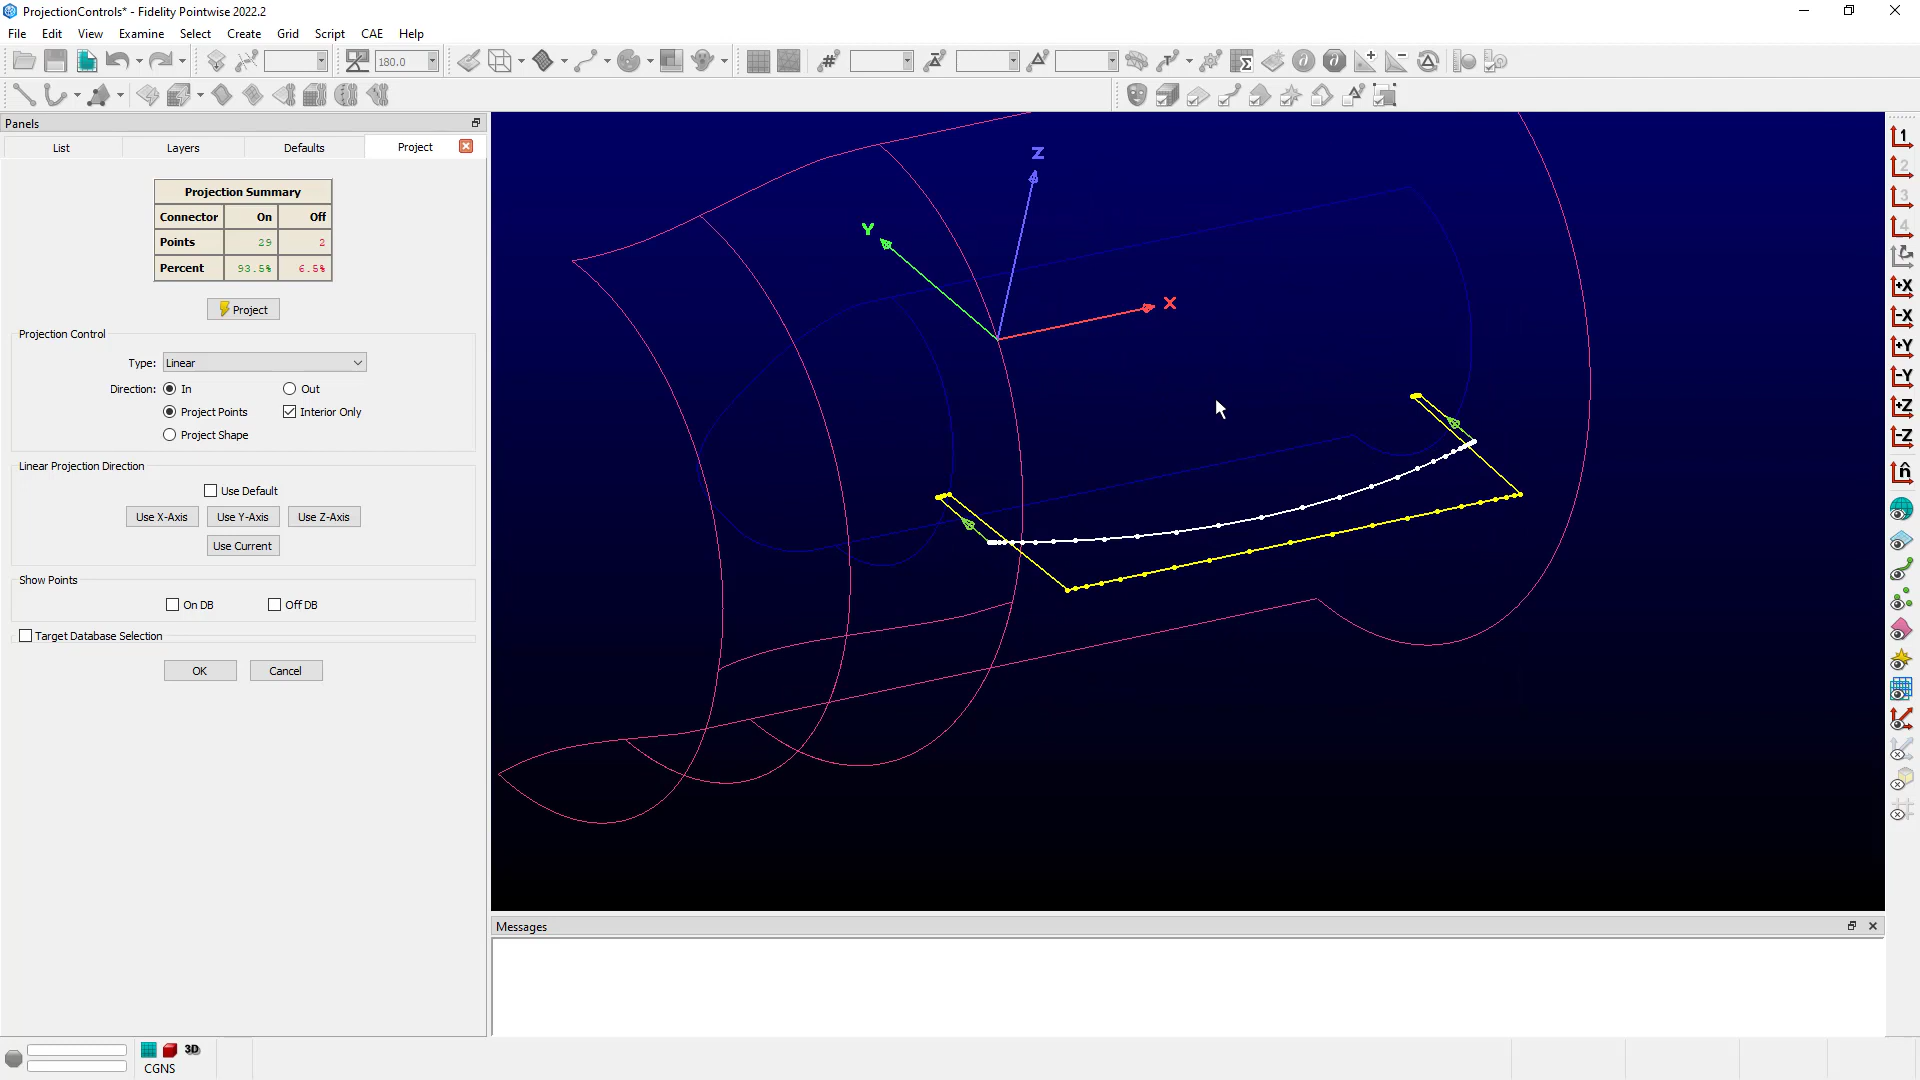 ProjectionControls* - Fidelity Pointwise 2022.2
File Edit View Examine Select Create Grid Script CAE Help
180.0
Panels
List Layers Defaults Project
Projection Summary
Connector On Off
Points 29 2
Percent 93.5% 6.5%
Project
Projection Control
Type: Linear
Direction: In Out
Project Points Interior Only
Project Shape
Linear Projection Direction
Use Default
Use X-Axis Use Y-Axis Use Z-Axis
Use Current
Show Points
On DB Off DB
Target Database Selection
OK Cancel
Z
Y
X
1
2
3
4
+X
-X
+Y
-Y
+Z
-Z
n̂
Messages
3D
CGNS